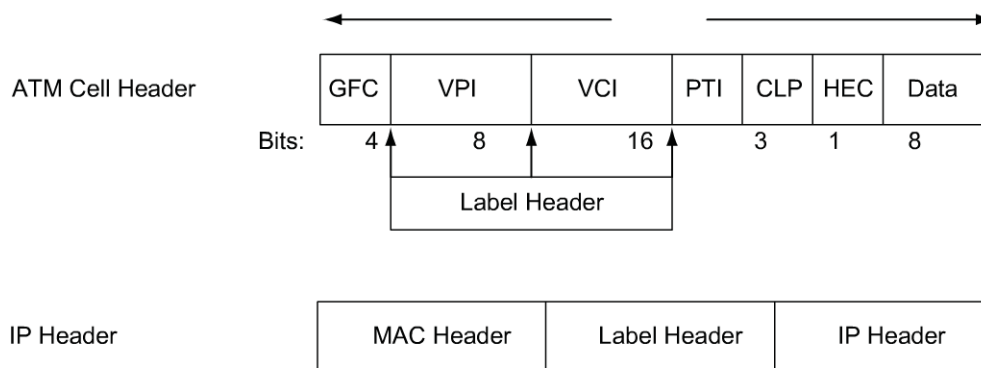 ATM Cell Header GFC VPI VCI PTI CLP HEC Data
Bits: 4 8 16 3 1 8
Label Header
IP Header MAC Header Label Header IP Header